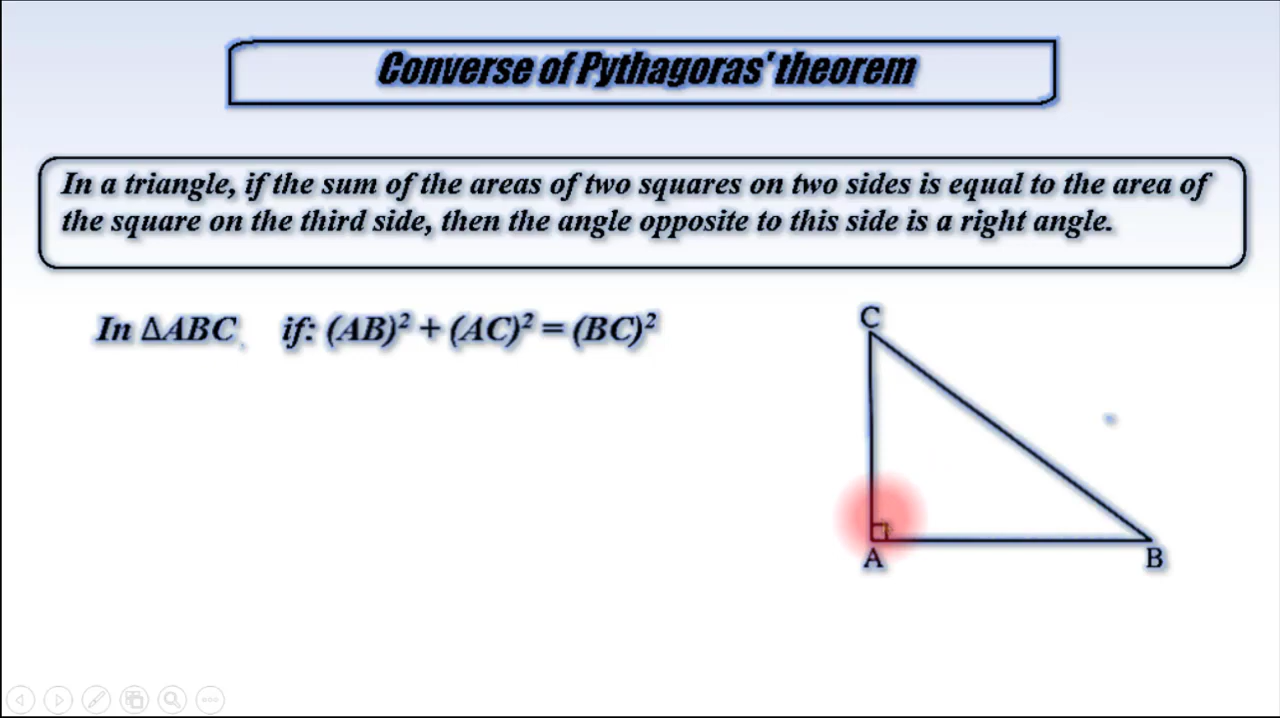 Converse of Pythagoras' theorem
In a triangle, if the sum of the areas of two squares on two sides is equal to the area of
the square on the third side, then the angle opposite to this side is a right angle.
In ΔABC if: (AB)² + (AC)² = (BC)²
C
A
B